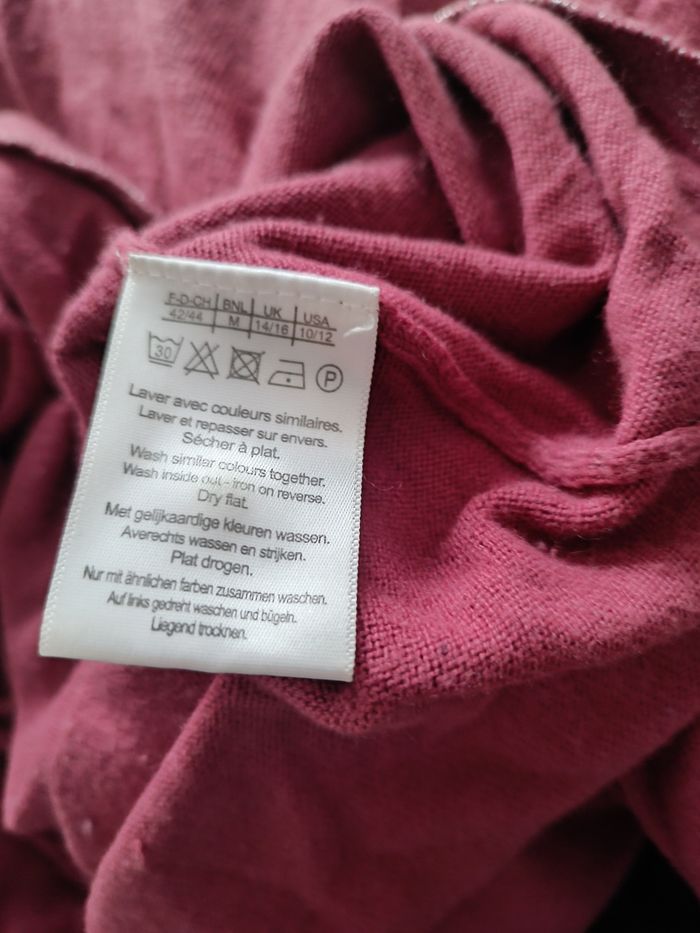 F-D-CH BNL UK USA
42/44 M 14/16 10/12
30 P
Laver avec couleurs similaires.
Laver et repasser sur envers.
Sécher à plat.
Wash similar colours together.
Wash inside out - iron on reverse.
Dry flat.
Met gelijkaardige kleuren wassen.
Averechts wassen en strijken.
Plat drogen.
Nur mit ähnlichen farben zusammen waschen.
Auf links gedreht waschen und bügeln.
Liegend trocknen.